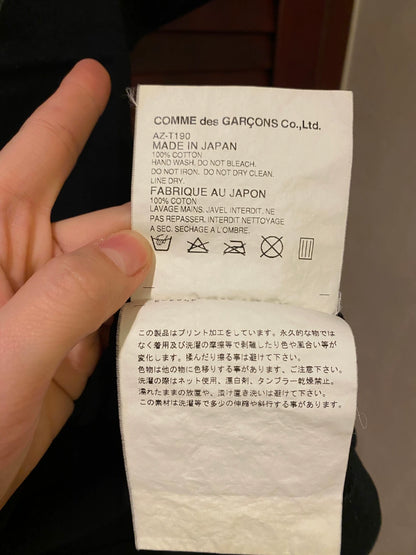 COMME des GARÇONS Co.,Ltd.
AZ-T190
MADE IN JAPAN
100% COTTON
HAND WASH. DO NOT BLEACH.
DO NOT IRON. DO NOT DRY CLEAN.
LINE DRY.
FABRIQUE AU JAPON
100% COTON
LAVAGE MAINS. JAVEL INTERDIT. NE
PAS REPASSER. INTERDIT NETTOYAGE
A SEC. SECHAGE A L'OMBRE.
この製品はプリント加工をしています。永久的な物では
なく着用及び洗濯の摩擦等で剥離したり色や風合い等が
変化します。揉んだり擦る事は避けて下さい。
色物は他の物に色移りする事があります、ご注意下さい。
洗濯の際はネット使用、漂白剤、タンブラー乾燥禁止。
濡れたままの放置や、漬け置き洗いは避けて下さい。
この素材は洗濯等で多少の伸縮や斜行する事があります。